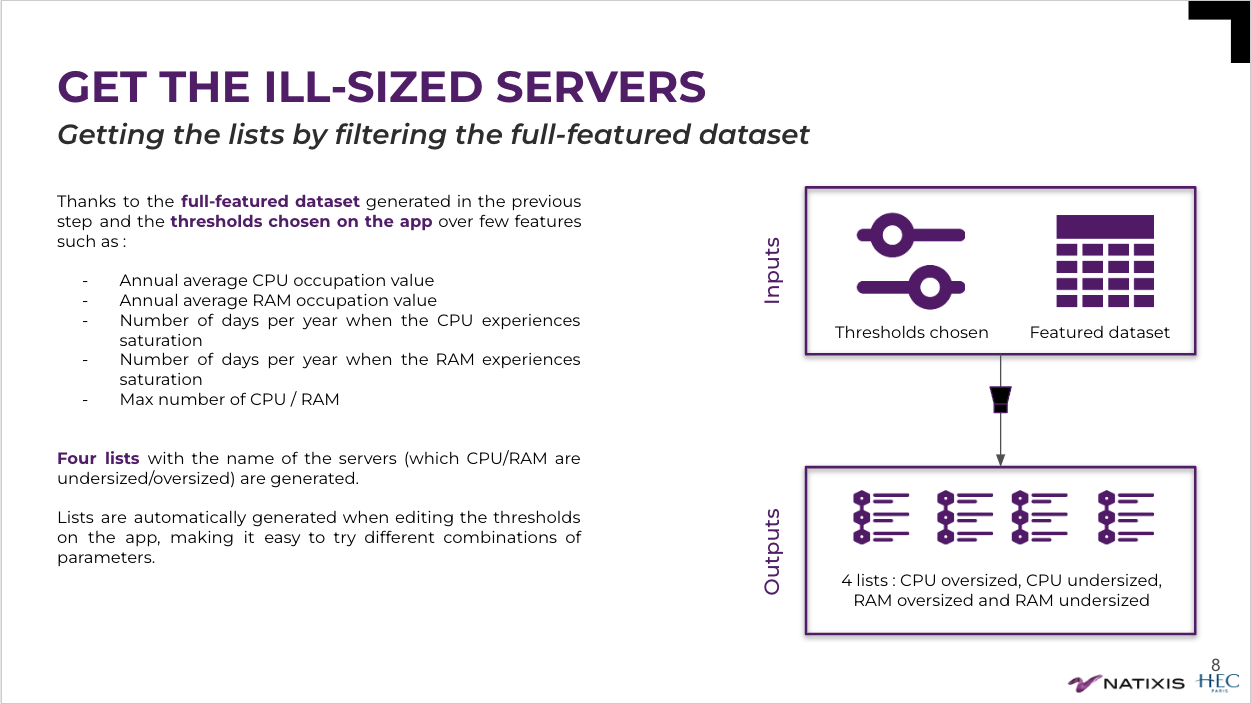 GET THE ILL-SIZED SERVERS
Getting the lists by filtering the full-featured dataset
Thanks to the full-featured dataset generated in the previous
step and the thresholds chosen on the app over few features
such as :
- Annual average CPU occupation value
- Annual average RAM occupation value
- Number of days per year when the CPU experiences
saturation
- Number of days per year when the RAM experiences
saturation
- Max number of CPU / RAM
Four lists with the name of the servers (which CPU/RAM are
undersized/oversized) are generated.
Lists are automatically generated when editing the thresholds
on the app, making it easy to try different combinations of
parameters.
Inputs
Thresholds chosen
Featured dataset
Outputs
4 lists : CPU oversized, CPU undersized,
RAM oversized and RAM undersized
8
NATIXIS
HEC
PARIS